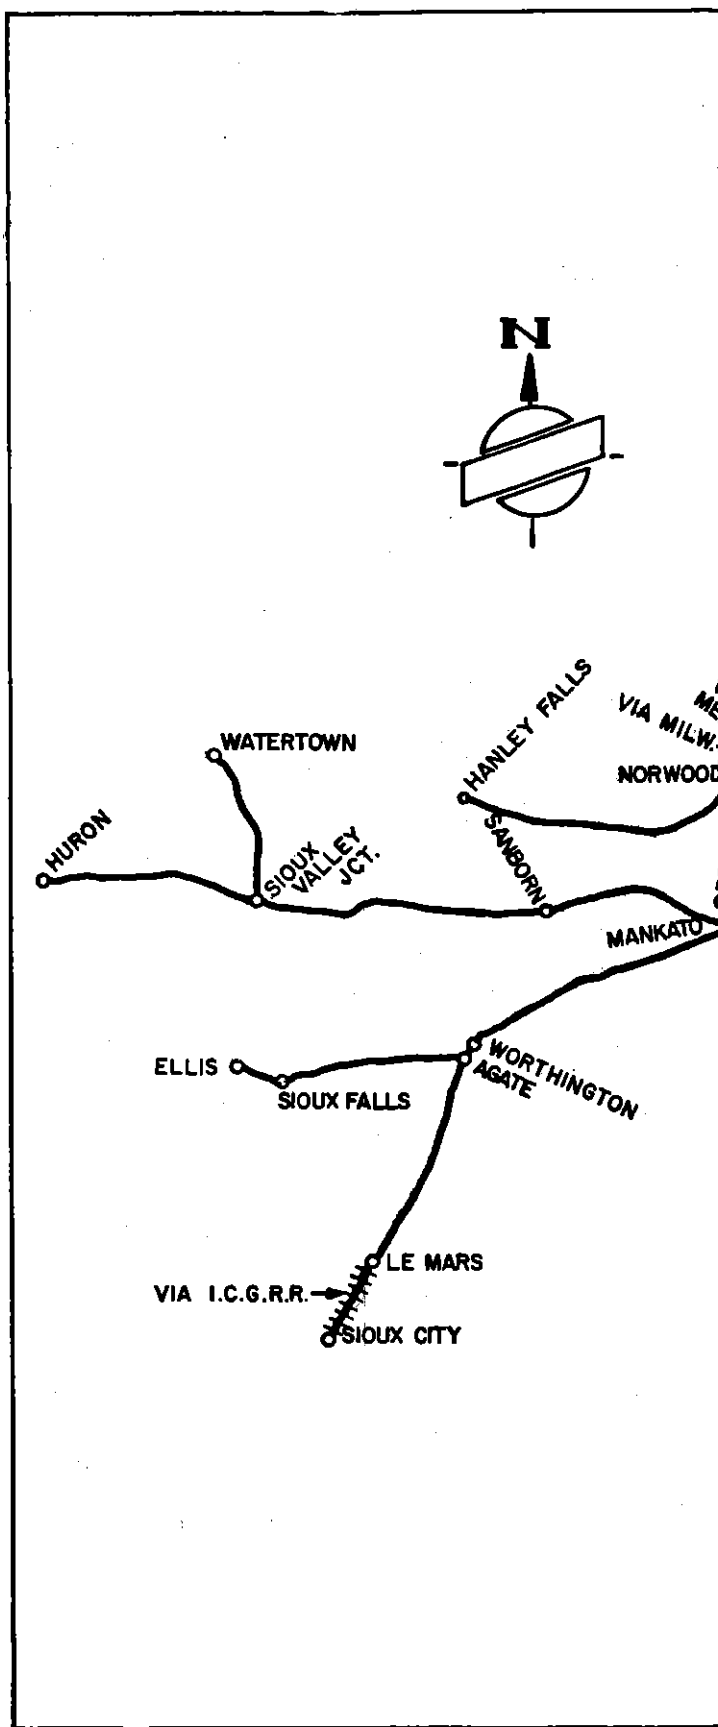 N
HANLEY FALLS
ME
VIA MILW.
WATERTOWN
NORWOOD
HURON
SIOUX
VALLEY
JCT.
SANBORN
MANKATO
WORTHINGTON
ELLIS
AGATE
SIOUX FALLS
LE MARS
VIA I.C.G.R.R.
SIOUX CITY